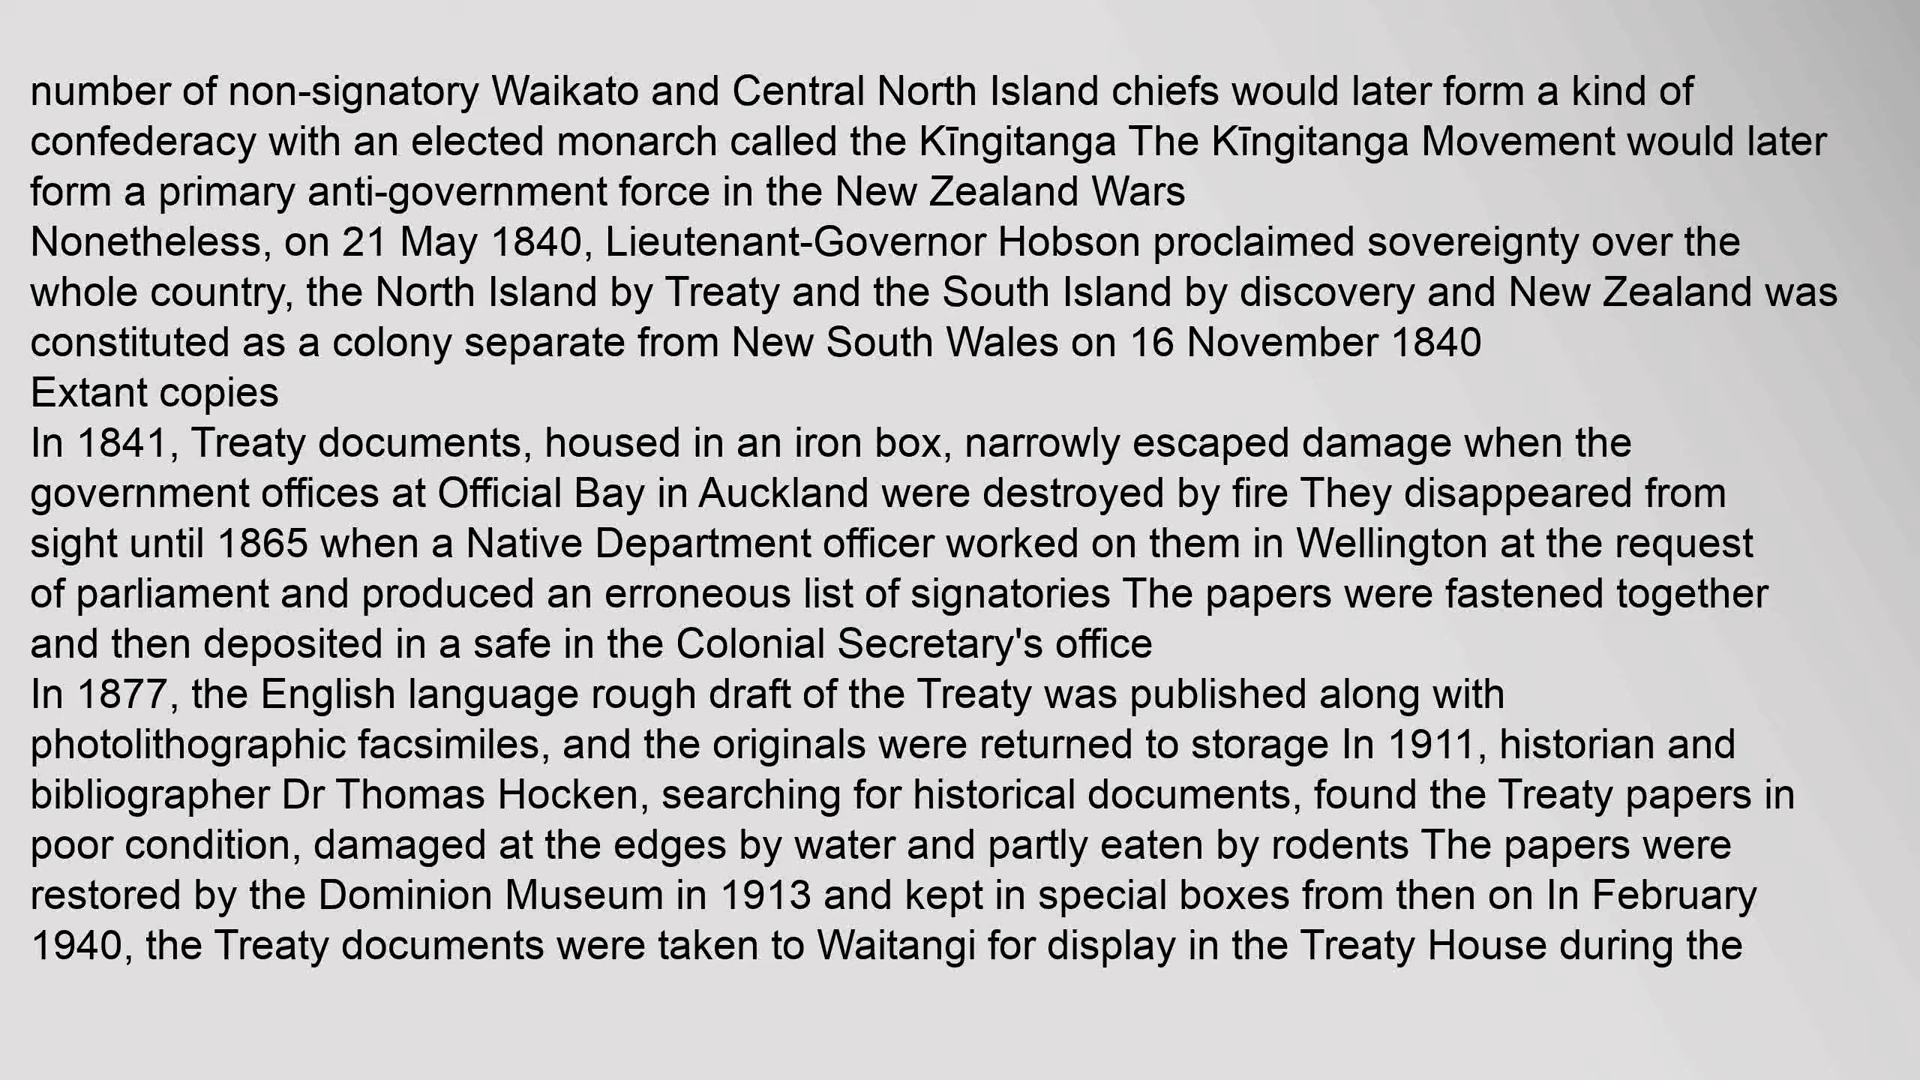 number of non-signatory Waikato and Central North Island chiefs would later form a kind of
confederacy with an elected monarch called the Kīngitanga The Kīngitanga Movement would later
form a primary anti-government force in the New Zealand Wars
Nonetheless, on 21 May 1840, Lieutenant-Governor Hobson proclaimed sovereignty over the
whole country, the North Island by Treaty and the South Island by discovery and New Zealand was
constituted as a colony separate from New South Wales on 16 November 1840
Extant copies
In 1841, Treaty documents, housed in an iron box, narrowly escaped damage when the
government offices at Official Bay in Auckland were destroyed by fire They disappeared from
sight until 1865 when a Native Department officer worked on them in Wellington at the request
of parliament and produced an erroneous list of signatories The papers were fastened together
and then deposited in a safe in the Colonial Secretary's office
In 1877, the English language rough draft of the Treaty was published along with
photolithographic facsimiles, and the originals were returned to storage In 1911, historian and
bibliographer Dr Thomas Hocken, searching for historical documents, found the Treaty papers in
poor condition, damaged at the edges by water and partly eaten by rodents The papers were
restored by the Dominion Museum in 1913 and kept in special boxes from then on In February
1940, the Treaty documents were taken to Waitangi for display in the Treaty House during the